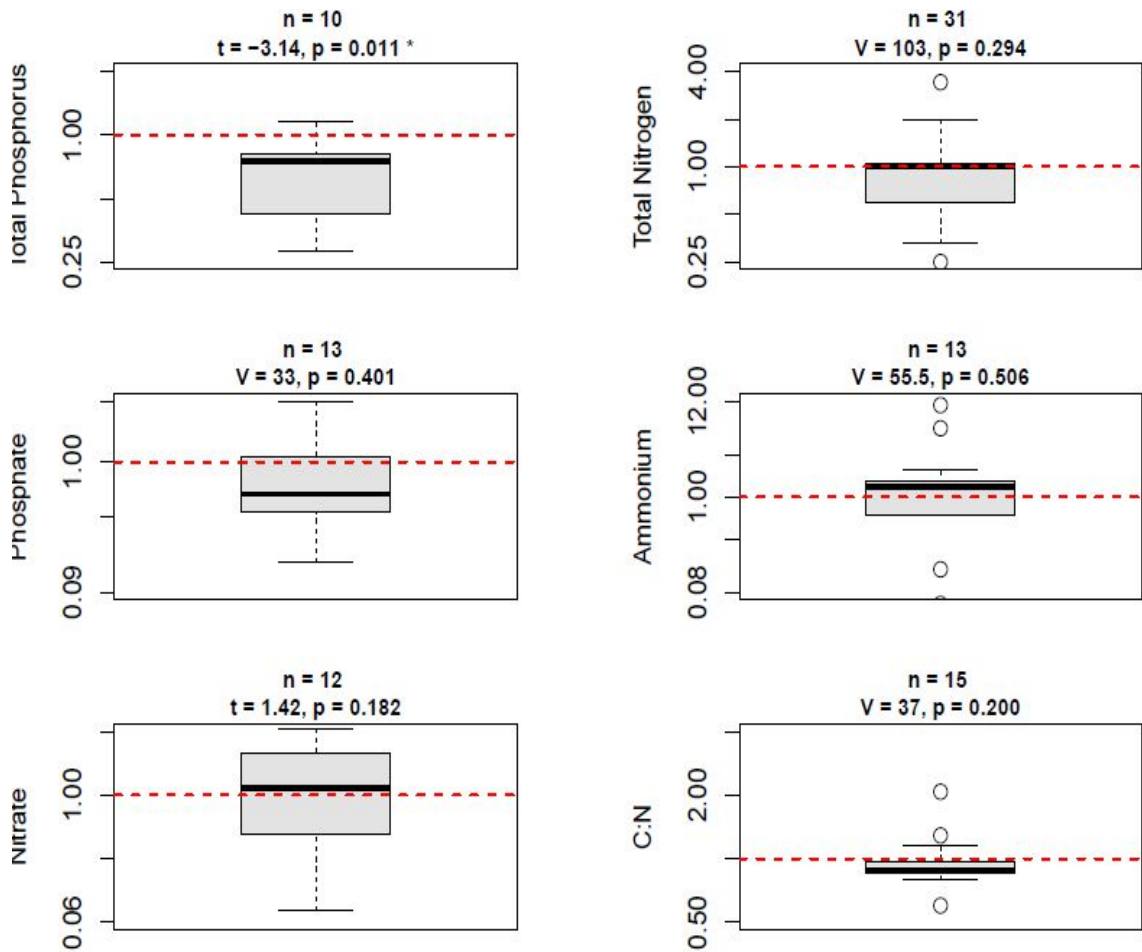 n = 10
t = −3.14, p = 0.011 *
Total Phosphorus
1.00
0.25
n = 31
V = 103, p = 0.294
Total Nitrogen
4.00
1.00
0.25
n = 13
V = 33, p = 0.401
Phosphate
1.00
0.09
n = 13
V = 55.5, p = 0.506
Ammonium
12.00
1.00
0.08
n = 12
t = 1.42, p = 0.182
Nitrate
1.00
0.06
n = 15
V = 37, p = 0.200
C:N
2.00
0.50